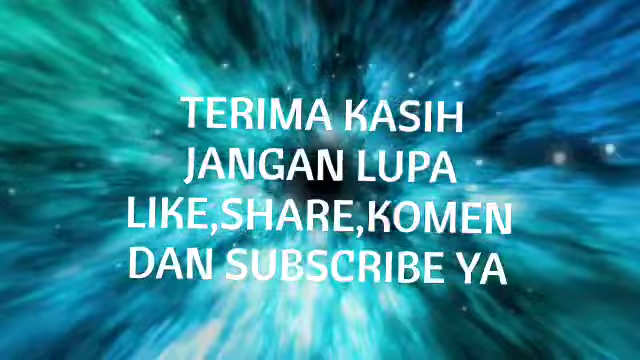 TERIMA KASIH
JANGAN LUPA
LIKE,SHARE,KOMEN
DAN SUBSCRIBE YA